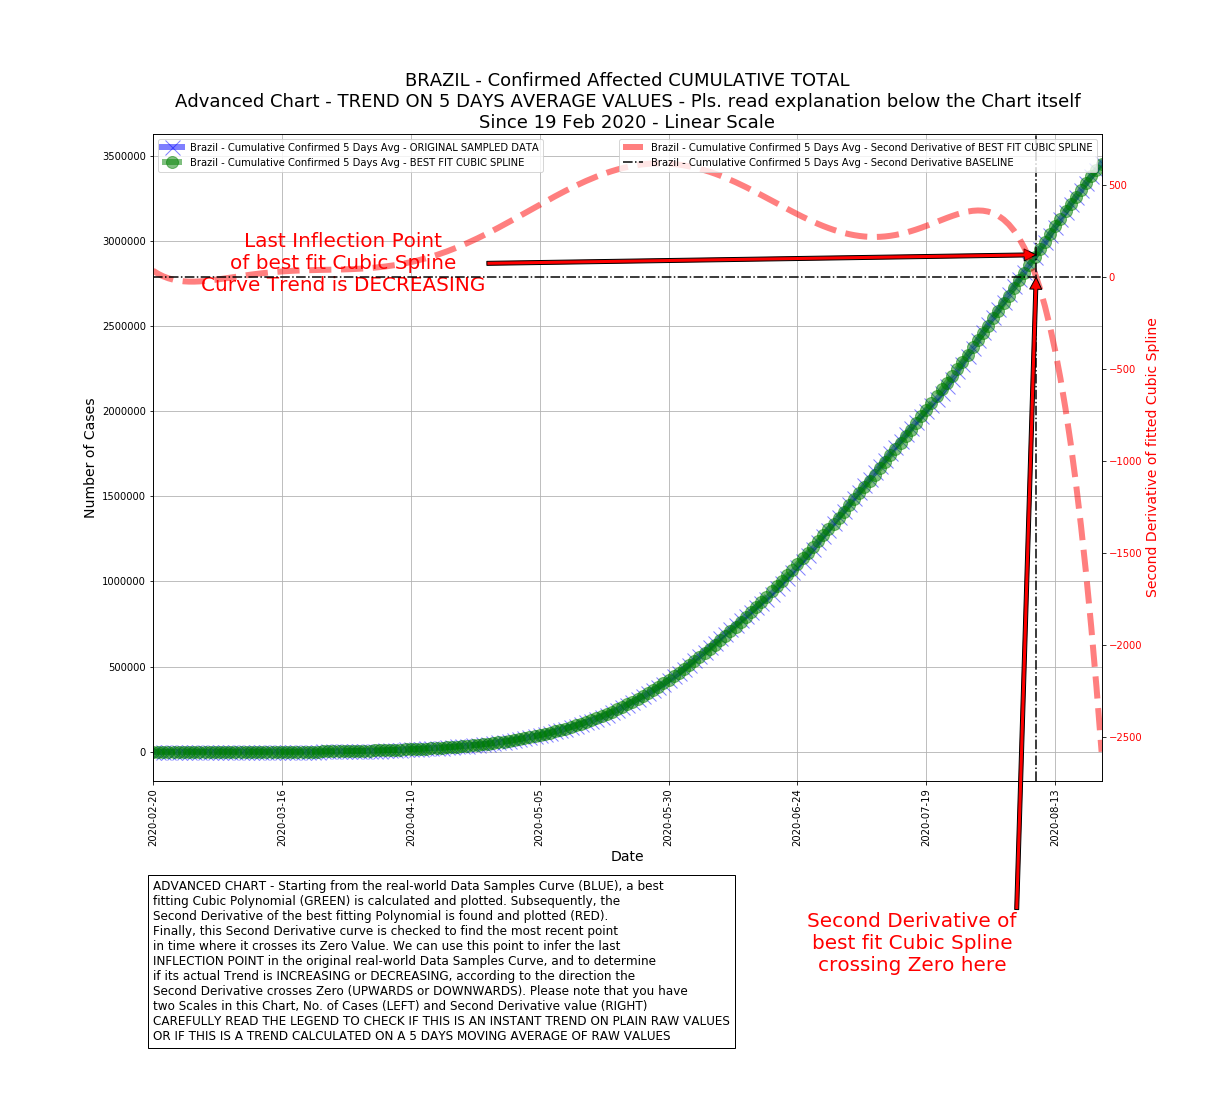 BRAZIL - Confirmed Affected CUMULATIVE TOTAL
Advanced Chart - TREND ON 5 DAYS AVERAGE VALUES - Pls. read explanation below the Chart itself
Since 19 Feb 2020 - Linear Scale
Brazil - Cumulative Confirmed 5 Days Avg - ORIGINAL SAMPLED DATA
Brazil - Cumulative Confirmed 5 Days Avg - BEST FIT CUBIC SPLINE
Brazil - Cumulative Confirmed 5 Days Avg - Second Derivative of BEST FIT CUBIC SPLINE
Brazil - Cumulative Confirmed 5 Days Avg - Second Derivative BASELINE
Number of Cases
3500000
3000000
2500000
2000000
1500000
1000000
500000
0
Last Inflection Point
of best fit Cubic Spline
Curve Trend is DECREASING
500
0
−500
−1000
−1500
−2000
−2500
Second Derivative of fitted Cubic Spline
2020-02-20
2020-03-16
2020-04-10
2020-05-05
2020-05-30
2020-06-24
2020-07-19
2020-08-13
Date
ADVANCED CHART - Starting from the real-world Data Samples Curve (BLUE), a best
fitting Cubic Polynomial (GREEN) is calculated and plotted. Subsequently, the
Second Derivative of the best fitting Polynomial is found and plotted (RED).
Finally, this Second Derivative curve is checked to find the most recent point
in time where it crosses its Zero Value. We can use this point to infer the last
INFLECTION POINT in the original real-world Data Samples Curve, and to determine
if its actual Trend is INCREASING or DECREASING, according to the direction the
Second Derivative crosses Zero (UPWARDS or DOWNWARDS). Please note that you have
two Scales in this Chart, No. of Cases (LEFT) and Second Derivative value (RIGHT)
CAREFULLY READ THE LEGEND TO CHECK IF THIS IS AN INSTANT TREND ON PLAIN RAW VALUES
OR IF THIS IS A TREND CALCULATED ON A 5 DAYS MOVING AVERAGE OF RAW VALUES
Second Derivative of
best fit Cubic Spline
crossing Zero here